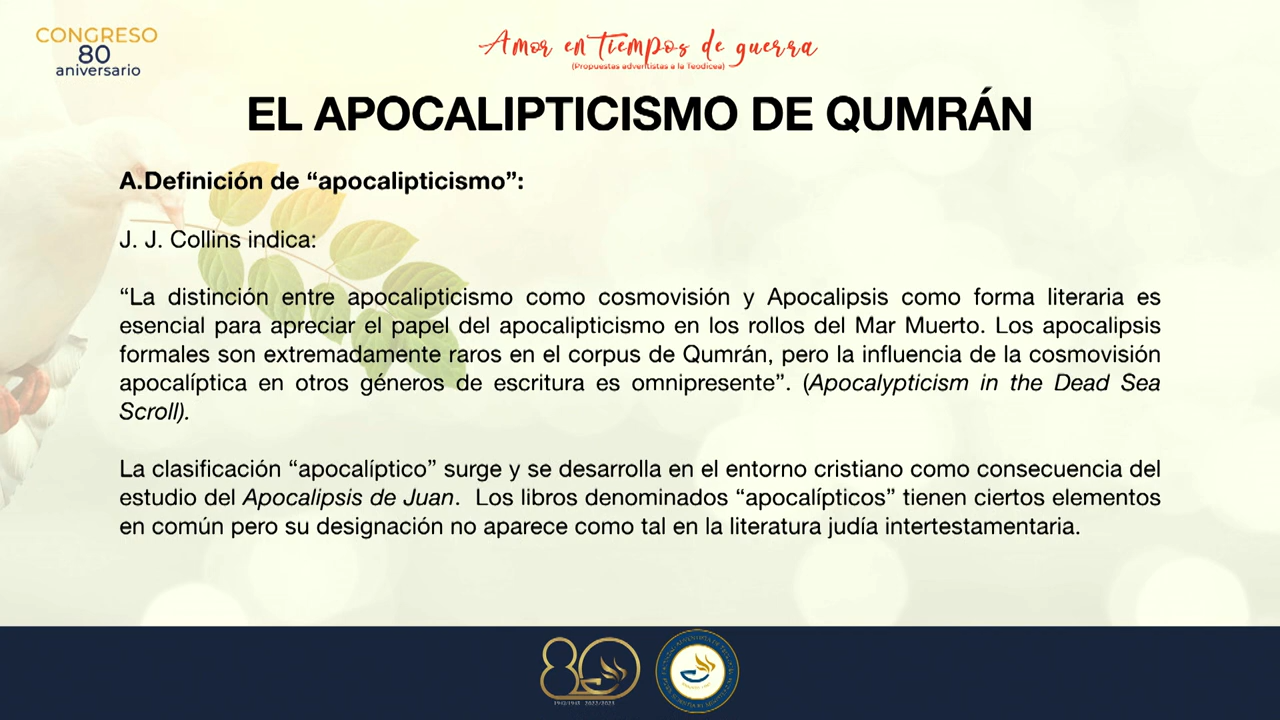 CONGRESO
80
aniversario
Amor en Tiempos de guerra
(Propuestas adventistas a la Teodicea)
EL APOCALIPTICISMO DE QUMRÁN
A.Definición de “apocalipticismo”:
J. J. Collins indica:
“La distinción entre apocalipticismo como cosmovisión y Apocalipsis como forma literaria es
esencial para apreciar el papel del apocalipticismo en los rollos del Mar Muerto. Los apocalipsis
formales son extremadamente raros en el corpus de Qumrán, pero la influencia de la cosmovisión
apocalíptica en otros géneros de escritura es omnipresente”. (Apocalypticism in the Dead Sea
Scroll).
La clasificación “apocalíptico” surge y se desarrolla en el entorno cristiano como consecuencia del
estudio del Apocalipsis de Juan.  Los libros denominados “apocalípticos” tienen ciertos elementos
en común pero su designación no aparece como tal en la literatura judía intertestamentaria.
80